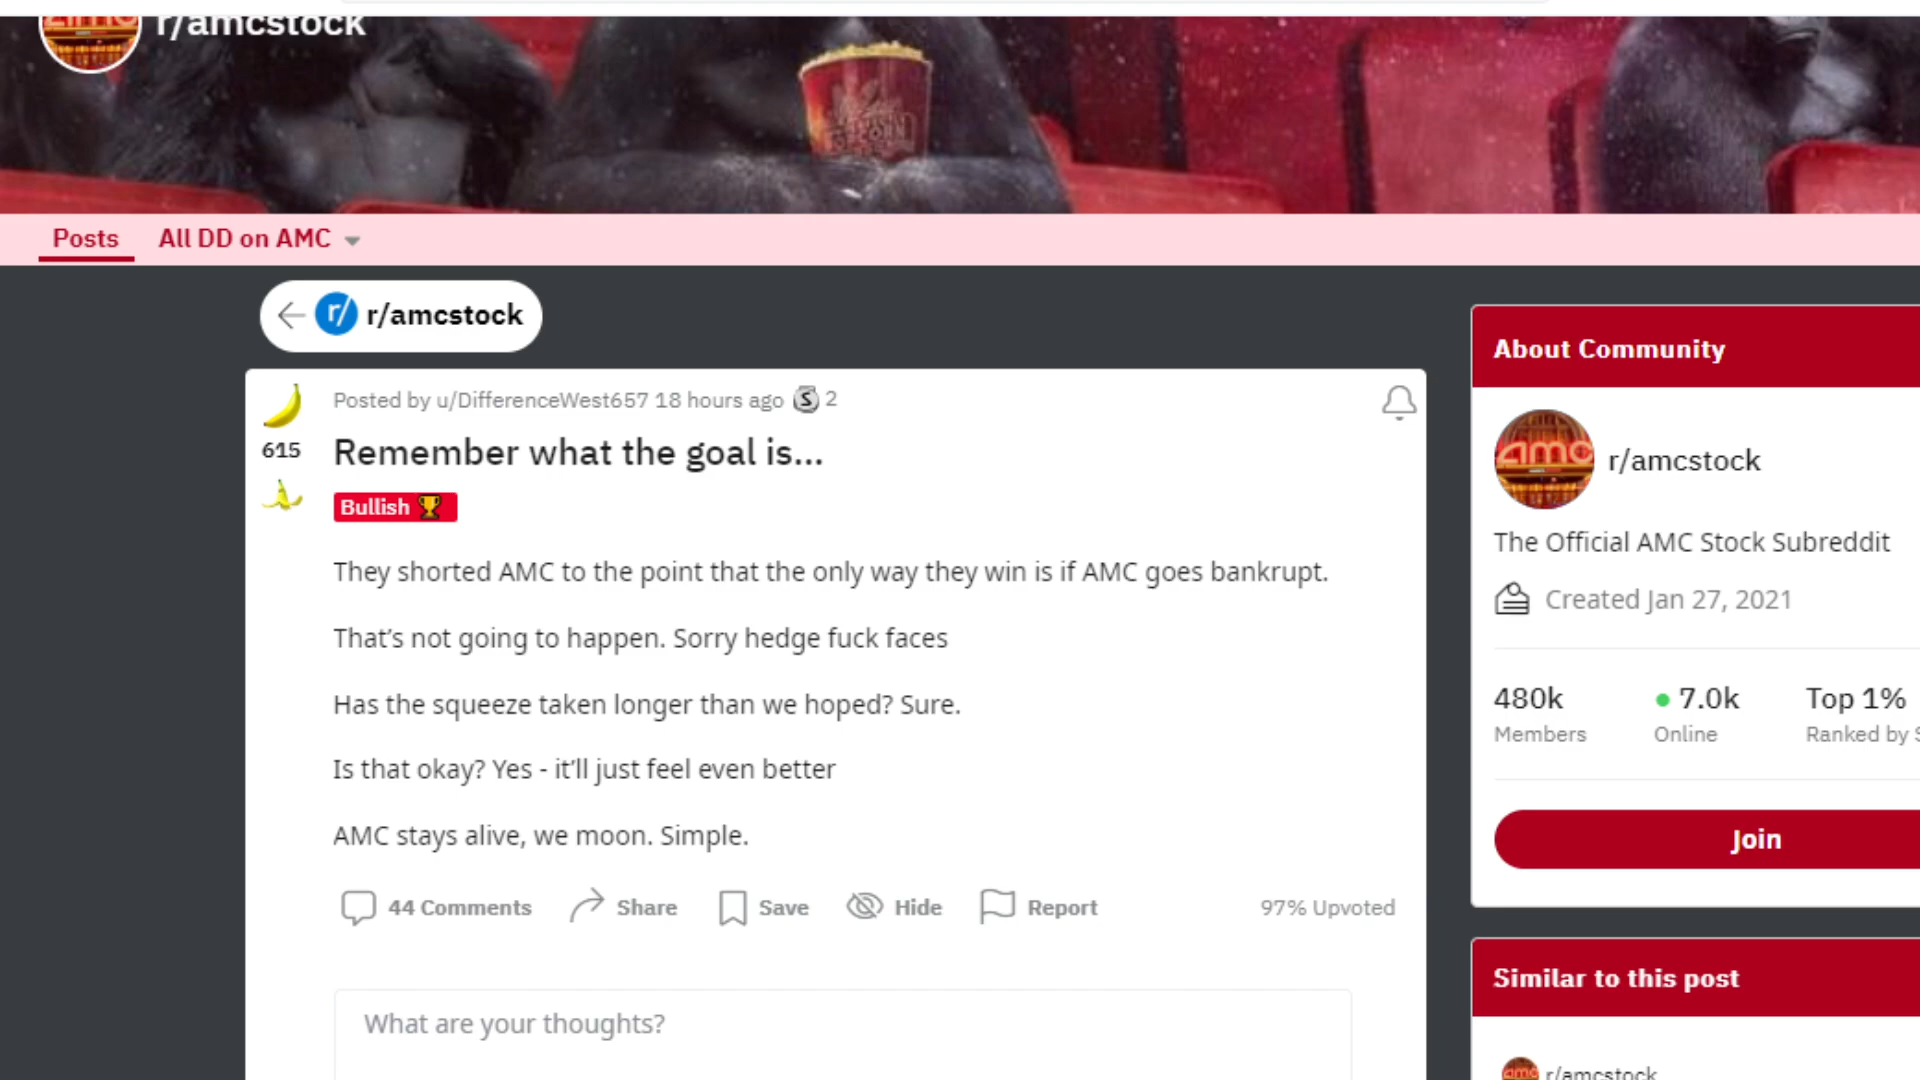 r/amcstock
Posts All DD on AMC
r/ r/amcstock
Posted by u/DifferenceWest657 18 hours ago S 2
615
Remember what the goal is...
Bullish
They shorted AMC to the point that the only way they win is if AMC goes bankrupt.
That's not going to happen. Sorry hedge fuck faces
Has the squeeze taken longer than we hoped? Sure.
Is that okay? Yes - it'll just feel even better
AMC stays alive, we moon. Simple.
44 Comments Share Save Hide Report 97% Upvoted
What are your thoughts?
About Community
amc r/amcstock
The Official AMC Stock Subreddit
Created Jan 27, 2021
480k 7.0k Top 1%
Members Online Ranked by S
Join
Similar to this post
amc r/amcstock